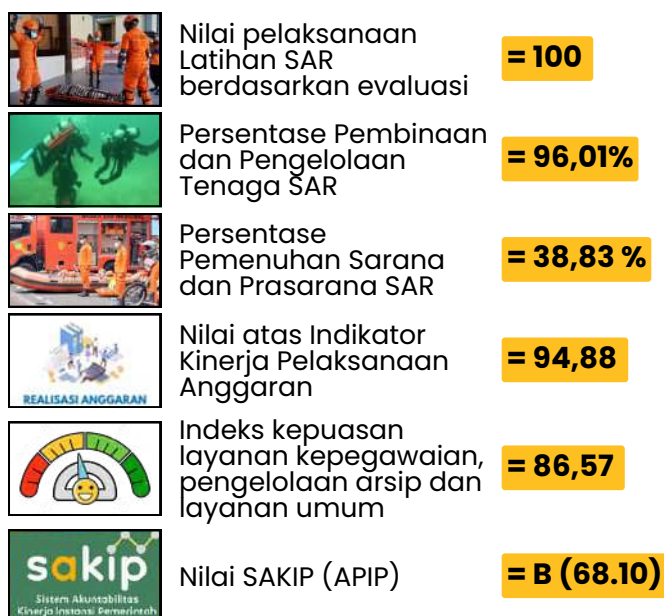 Nilai pelaksanaan
Latihan SAR
berdasarkan evaluasi
= 100
Persentase Pembinaan
dan Pengelolaan
Tenaga SAR
= 96,01%
Persentase
Pemenuhan Sarana
dan Prasarana SAR
= 38,83 %
REALISASI ANGGARAN
Nilai atas Indikator
Kinerja Pelaksanaan
Anggaran
= 94,88
Indeks kepuasan
layanan kepegawaian,
pengelolaan arsip dan
layanan umum
= 86,57
sakip
Sistem Akuntabilitas
Kinerja Instansi Pemerintah
Nilai SAKIP (APIP)
= B (68.10)